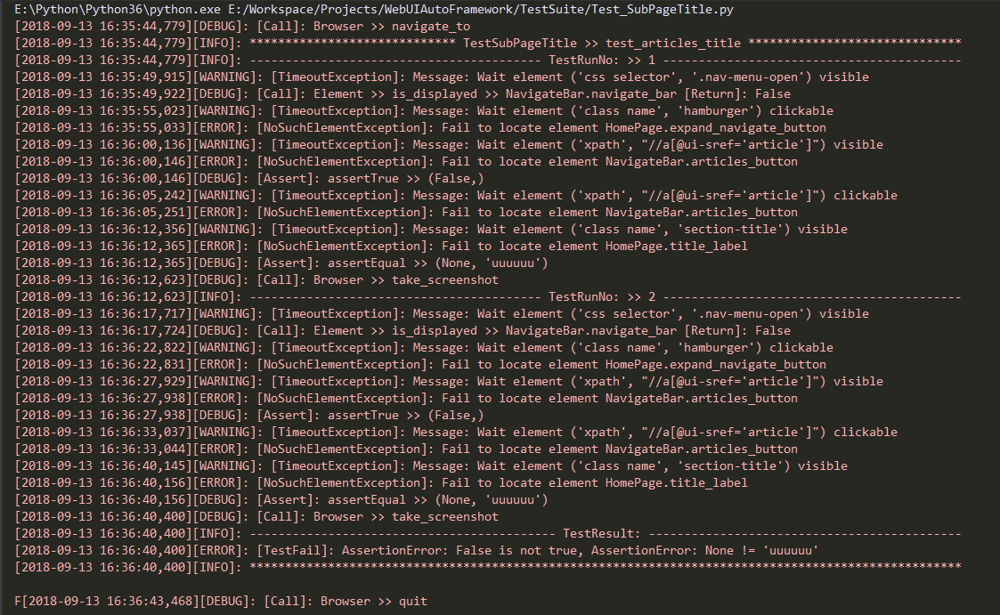 E:\Python\Python36\python.exe E:/Workspace/Projects/WebUIAutoFramework/TestSuite/Test_SubPageTitle.py
[2018-09-13 16:35:44,779][DEBUG]: [Call]: Browser >> navigate_to
[2018-09-13 16:35:44,779][INFO]: ***************************** TestSubPageTitle >> test_articles_title ******************************
[2018-09-13 16:35:44,779][INFO]: ----------------------------------------- TestRunNo: >> 1 ------------------------------------------
[2018-09-13 16:35:49,915][WARNING]: [TimeoutException]: Message: Wait element ('css selector', '.nav-menu-open') visible
[2018-09-13 16:35:49,922][DEBUG]: [Call]: Element >> is_displayed >> NavigateBar.navigate_bar [Return]: False
[2018-09-13 16:35:55,023][WARNING]: [TimeoutException]: Message: Wait element ('class name', 'hamburger') clickable
[2018-09-13 16:35:55,033][ERROR]: [NoSuchElementException]: Fail to locate element HomePage.expand_navigate_button
[2018-09-13 16:36:00,136][WARNING]: [TimeoutException]: Message: Wait element ('xpath', "//a[@ui-sref='article']") visible
[2018-09-13 16:36:00,146][ERROR]: [NoSuchElementException]: Fail to locate element NavigateBar.articles_button
[2018-09-13 16:36:00,146][DEBUG]: [Assert]: assertTrue >> (False,)
[2018-09-13 16:36:05,242][WARNING]: [TimeoutException]: Message: Wait element ('xpath', "//a[@ui-sref='article']") clickable
[2018-09-13 16:36:05,251][ERROR]: [NoSuchElementException]: Fail to locate element NavigateBar.articles_button
[2018-09-13 16:36:12,356][WARNING]: [TimeoutException]: Message: Wait element ('class name', 'section-title') visible
[2018-09-13 16:36:12,365][ERROR]: [NoSuchElementException]: Fail to locate element HomePage.title_label
[2018-09-13 16:36:12,365][DEBUG]: [Assert]: assertEqual >> (None, 'uuuuuu')
[2018-09-13 16:36:12,623][DEBUG]: [Call]: Browser >> take_screenshot
[2018-09-13 16:36:12,623][INFO]: ----------------------------------------- TestRunNo: >> 2 ------------------------------------------
[2018-09-13 16:36:17,717][WARNING]: [TimeoutException]: Message: Wait element ('css selector', '.nav-menu-open') visible
[2018-09-13 16:36:17,724][DEBUG]: [Call]: Element >> is_displayed >> NavigateBar.navigate_bar [Return]: False
[2018-09-13 16:36:22,822][WARNING]: [TimeoutException]: Message: Wait element ('class name', 'hamburger') clickable
[2018-09-13 16:36:22,831][ERROR]: [NoSuchElementException]: Fail to locate element HomePage.expand_navigate_button
[2018-09-13 16:36:27,929][WARNING]: [TimeoutException]: Message: Wait element ('xpath', "//a[@ui-sref='article']") visible
[2018-09-13 16:36:27,938][ERROR]: [NoSuchElementException]: Fail to locate element NavigateBar.articles_button
[2018-09-13 16:36:27,938][DEBUG]: [Assert]: assertTrue >> (False,)
[2018-09-13 16:36:33,037][WARNING]: [TimeoutException]: Message: Wait element ('xpath', "//a[@ui-sref='article']") clickable
[2018-09-13 16:36:33,044][ERROR]: [NoSuchElementException]: Fail to locate element NavigateBar.articles_button
[2018-09-13 16:36:40,145][WARNING]: [TimeoutException]: Message: Wait element ('class name', 'section-title') visible
[2018-09-13 16:36:40,156][ERROR]: [NoSuchElementException]: Fail to locate element HomePage.title_label
[2018-09-13 16:36:40,156][DEBUG]: [Assert]: assertEqual >> (None, 'uuuuuu')
[2018-09-13 16:36:40,400][DEBUG]: [Call]: Browser >> take_screenshot
[2018-09-13 16:36:40,400][INFO]: ------------------------------------------- TestResult: --------------------------------------------
[2018-09-13 16:36:40,400][ERROR]: [TestFail]: AssertionError: False is not true, AssertionError: None != 'uuuuuu'
[2018-09-13 16:36:40,400][INFO]: ****************************************************************************************************
F[2018-09-13 16:36:43,468][DEBUG]: [Call]: Browser >> quit